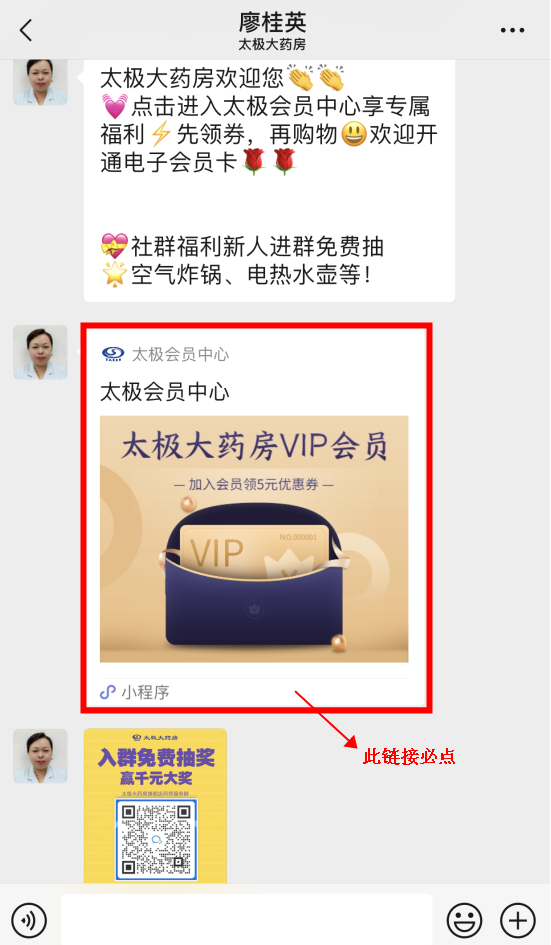 廖桂英
太极大药房
太极大药房欢迎您👏👏
💓点击进入太极会员中心享专属
福利⚡先领券，再购物😃欢迎开
通电子会员卡🌹🌹
💝社群福利新人进群免费抽
🌟空气炸锅、电热水壶等！
太极会员中心
太极会员中心
太极大药房VIP会员
— 加入会员领5元优惠券 —
NO.000001
VIP
小程序
此链接必点
太极大药房
入群免费抽奖
赢千元大奖